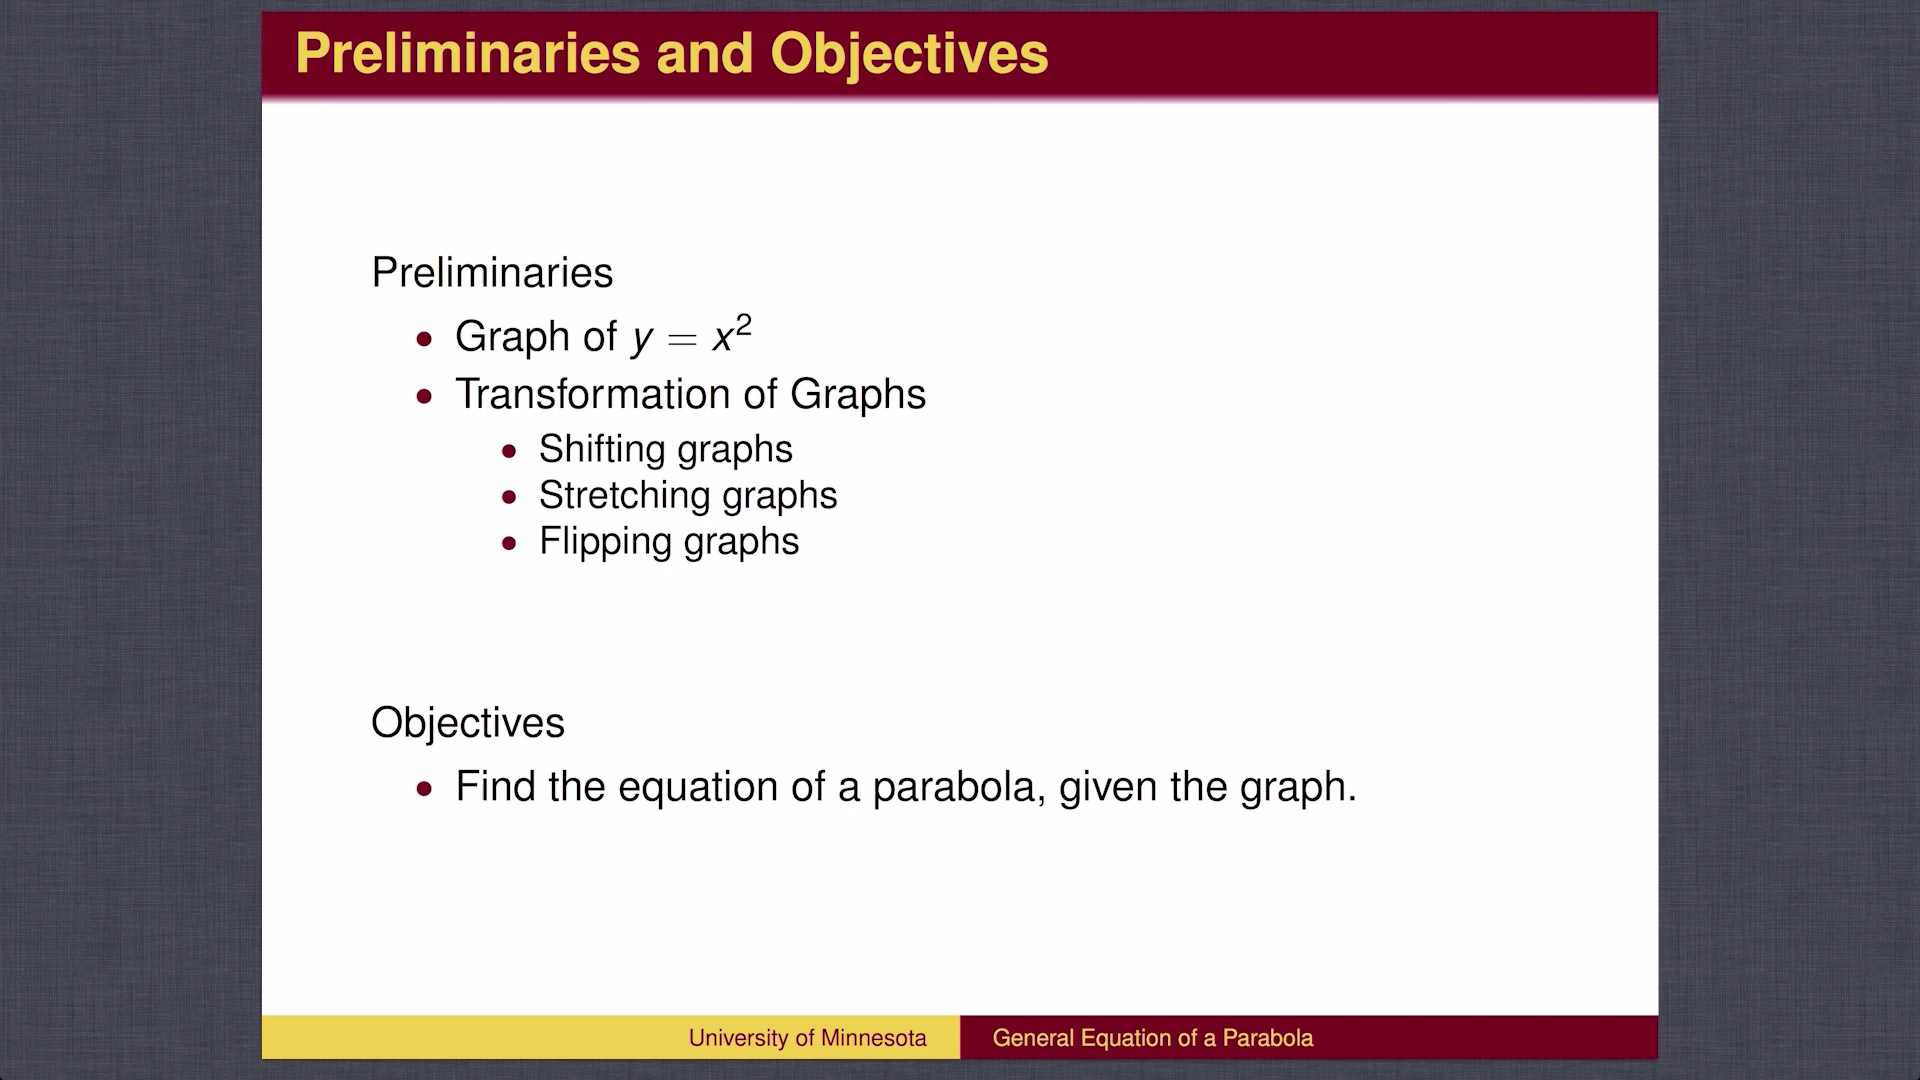 Preliminaries and Objectives
Preliminaries
• Graph of y = x²
• Transformation of Graphs
• Shifting graphs
• Stretching graphs
• Flipping graphs
Objectives
• Find the equation of a parabola, given the graph.
University of Minnesota
General Equation of a Parabola